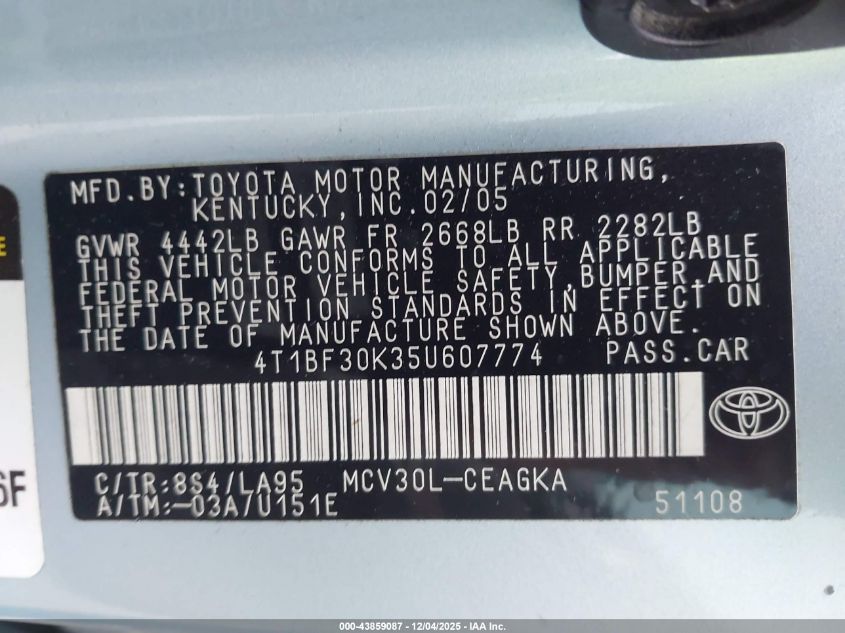 MFD.BY:TOYOTA MOTOR MANUFACTURING,
KENTUCKY, INC. 02/05
GVWR 4442LB GAWR FR 2668LB RR 2282LB
THIS VEHICLE CONFORMS TO ALL APPLICABLE
FEDERAL MOTOR VEHICLE SAFETY, BUMPER, AND
THEFT PREVENTION STANDARDS IN EFFECT ON
THE DATE OF MANUFACTURE SHOWN ABOVE.
4T1BF30K35U607774 PASS.CAR
C/TR:8S4/LA95 MCV30L-CEAGKA
A/TM:-03A/U151E 51108
000-43859087 - 12/04/2025 - IAA Inc.